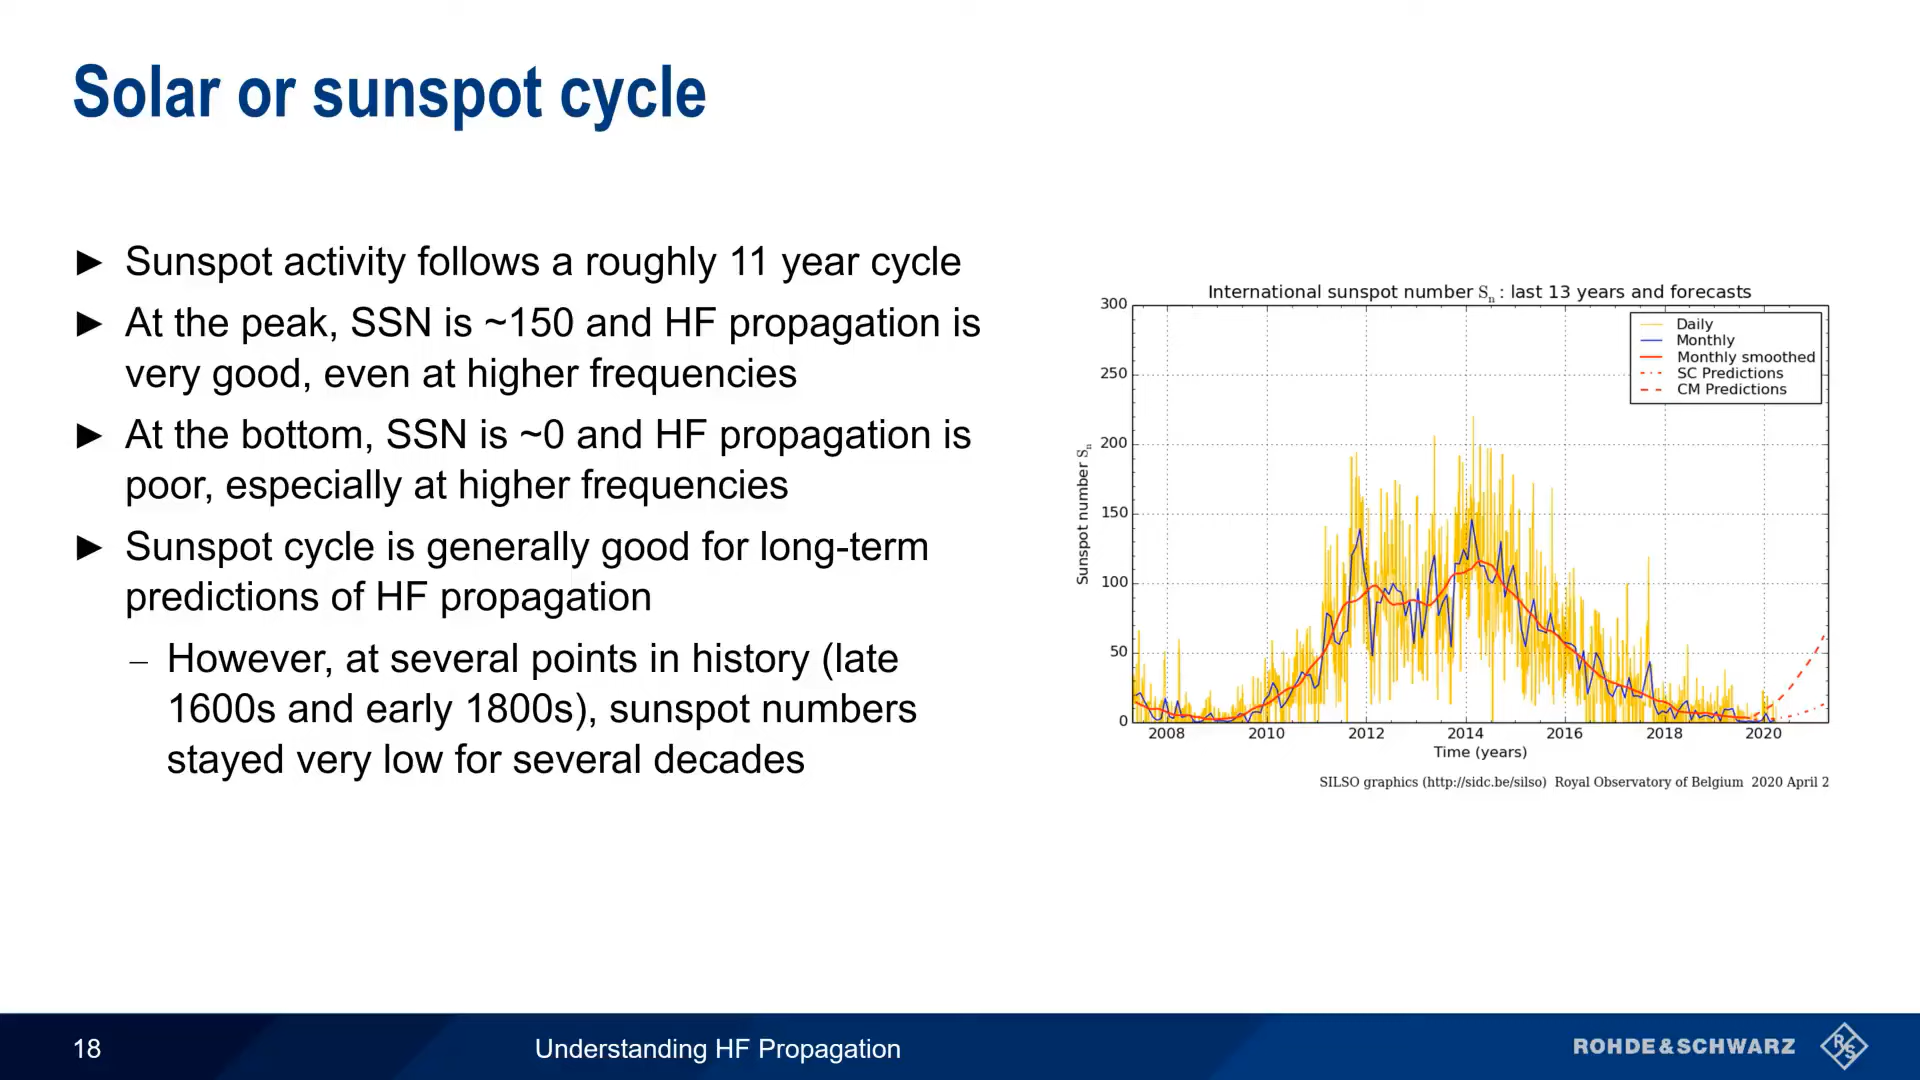 Solar or sunspot cycle
► Sunspot activity follows a roughly 11 year cycle
► At the peak, SSN is ~150 and HF propagation is
very good, even at higher frequencies
► At the bottom, SSN is ~0 and HF propagation is
poor, especially at higher frequencies
► Sunspot cycle is generally good for long-term
predictions of HF propagation
– However, at several points in history (late
1600s and early 1800s), sunspot numbers
stayed very low for several decades
International sunspot number Sn : last 13 years and forecasts
300
250
200
150
100
50
0
Sunspot number Sn
Daily
Monthly
Monthly smoothed
SC Predictions
CM Predictions
2008 2010 2012 2014 2016 2018 2020
Time (years)
SILSO graphics (http://sidc.be/silso) Royal Observatory of Belgium 2020 April 2
18
Understanding HF Propagation
ROHDE&SCHWARZ
R&S